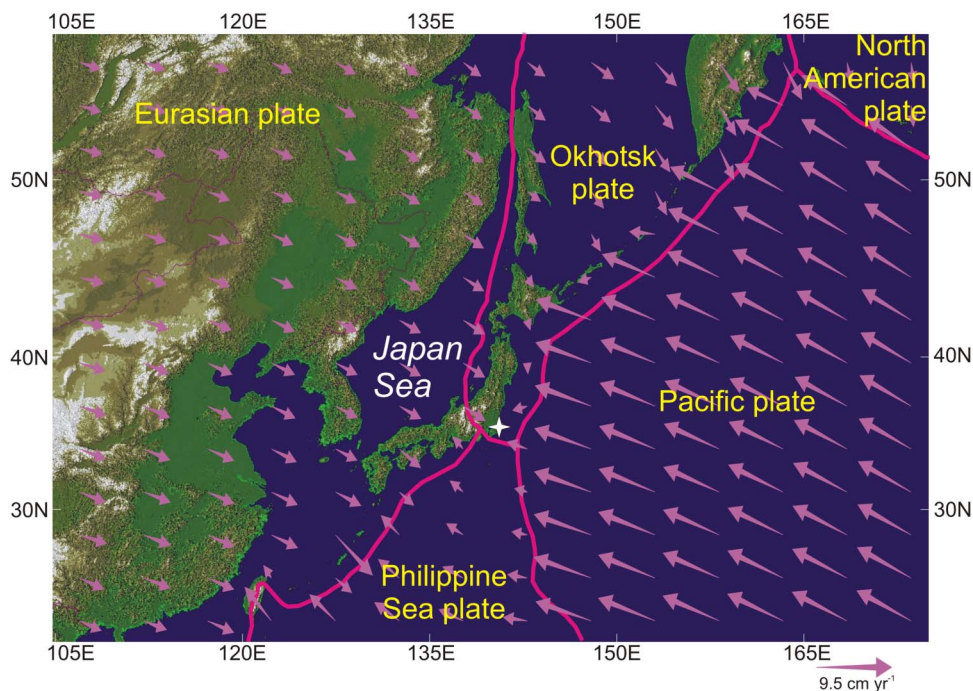 105E 120E 135E 150E 165E
North
American
plate
Eurasian plate
Okhotsk
plate
50N 50N
Japan
Sea
40N 40N
Pacific plate
30N 30N
Philippine
Sea plate
105E 120E 135E 150E 165E
9.5 cm yr⁻¹